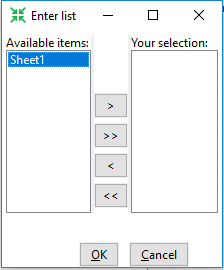 Enter list
Available items:
Your selection:
Sheet1
>
>>
<
<<
OK
Cancel